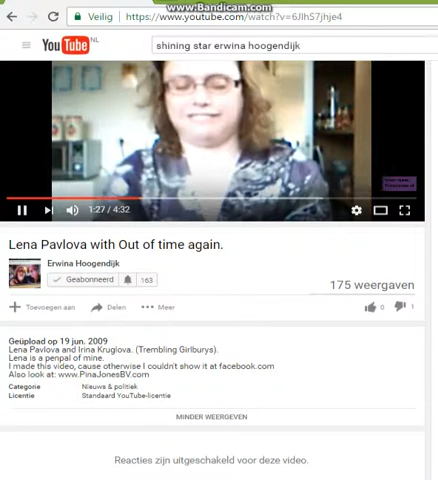 www.Bandicam.com
Veilig https://www.youtube.com/watch?v=6JlhS7jhje4
YouTube NL
shining star erwina hoogendijk
1:27 / 4:32
Lena Pavlova with Out of time again.
Erwina Hoogendijk
Geabonneerd 163
175 weergaven
Toevoegen aan Delen Meer 0 1
Geüpload op 19 jun. 2009
Lena Pavlova and Irina Kruglova. (Trembling Girlburys).
Lena is a penpal of mine.
I made this video, cause otherwise I couldn't show it at facebook.com
Also look at: www.PinaJonesBV.com
Categorie Nieuws & politiek
Licentie Standaard YouTube-licentie
MINDER WEERGEVEN
Reacties zijn uitgeschakeld voor deze video.